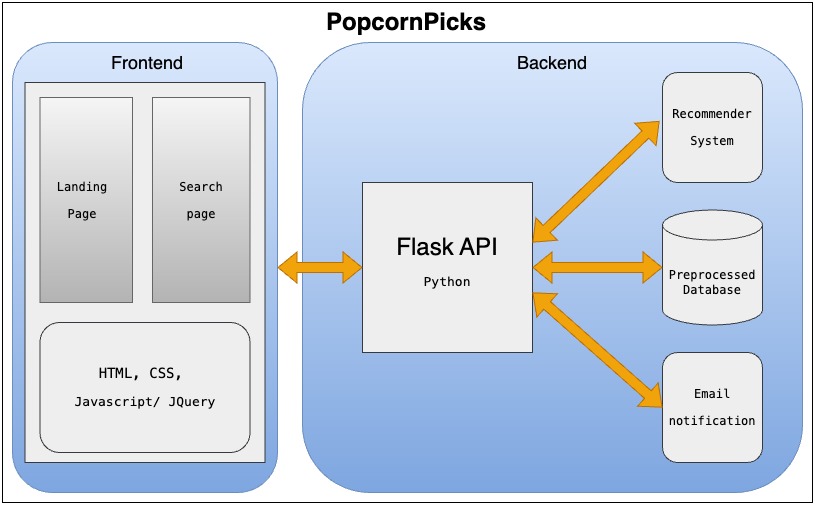 PopcornPicks
Frontend
Landing
Page
Search
page
HTML, CSS,
Javascript/ JQuery
Backend
Flask API
Python
Recommender
System
Preprocessed
Database
Email
notification